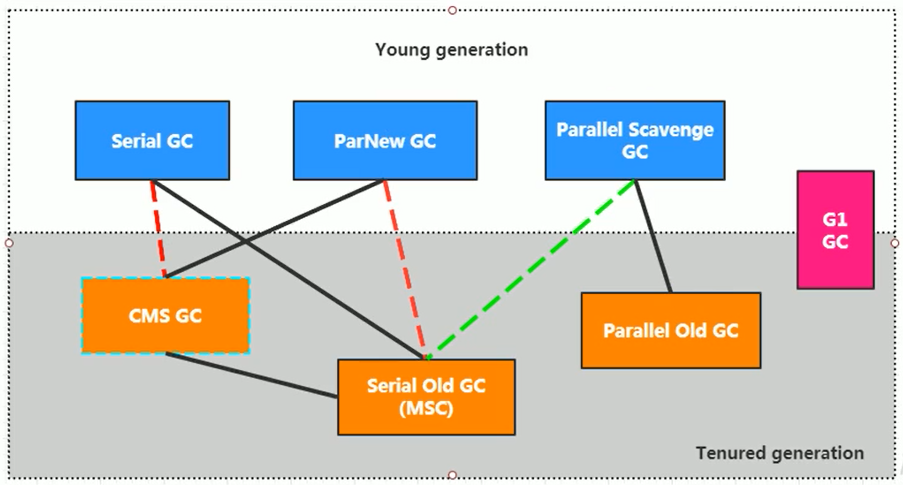 Young generation
Serial GC
ParNew GC
Parallel Scavenge
GC
G1
GC
CMS GC
Parallel Old GC
Serial Old GC
(MSC)
Tenured generation